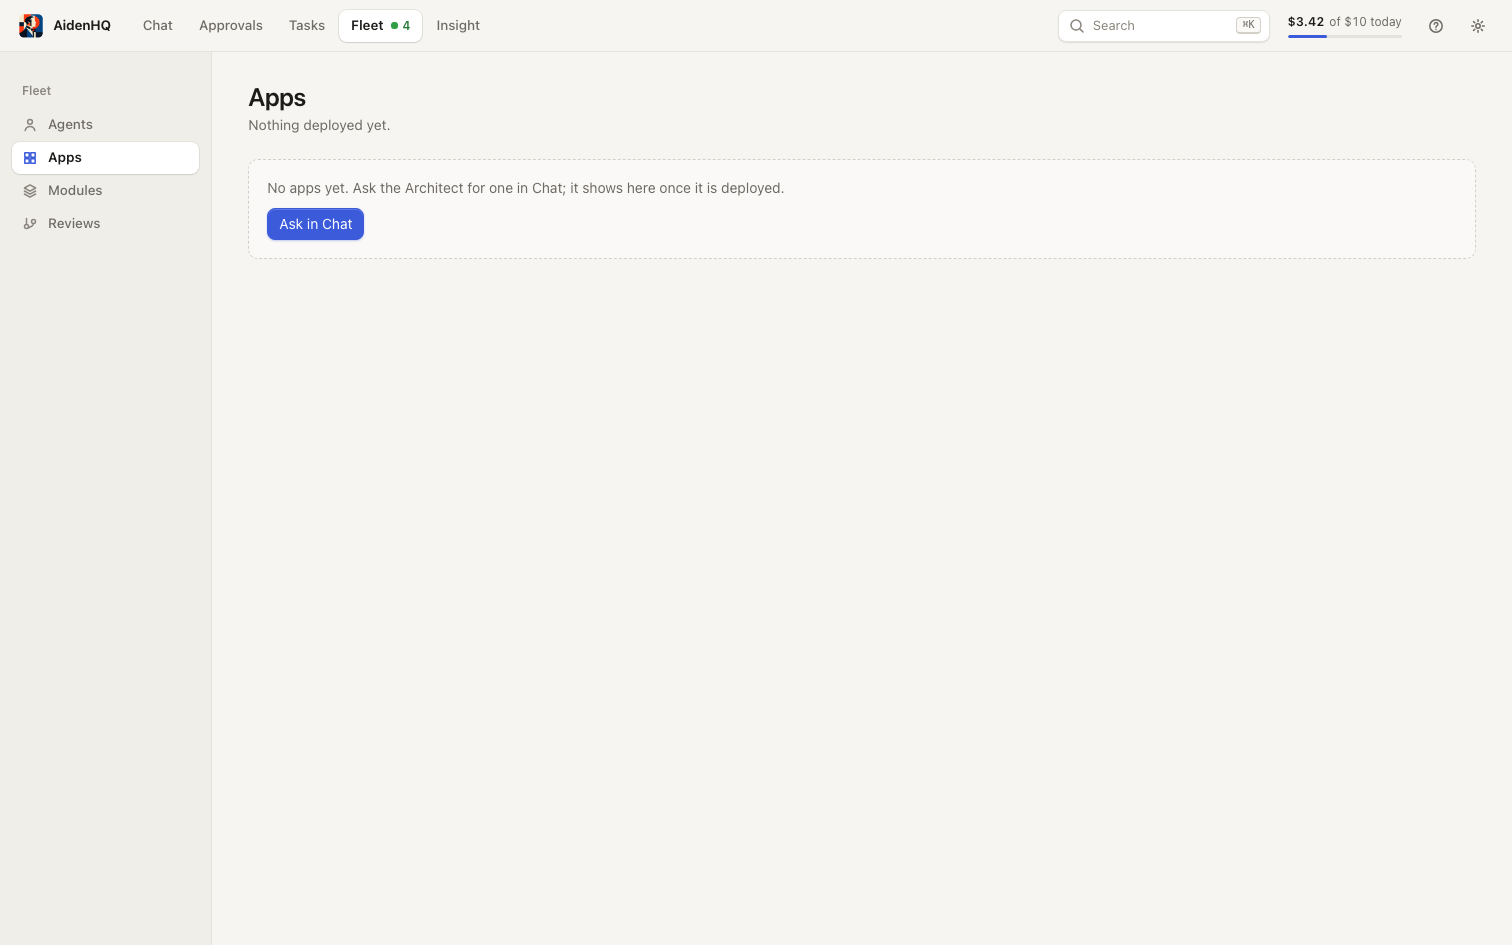 AidenHQ
Chat
Approvals
Tasks
Fleet 4
Insight
Search ⌘K
$3.42 of $10 today
Fleet
Agents
Apps
Modules
Reviews
Apps
Nothing deployed yet.
No apps yet. Ask the Architect for one in Chat; it shows here once it is deployed.
Ask in Chat